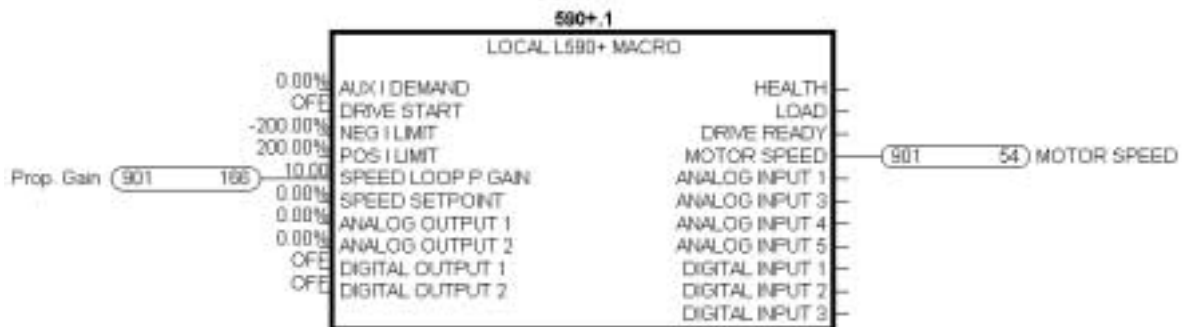 590+.1
LOCAL L590+ MACRO
0.00% AUX I DEMAND HEALTH
OFF DRIVE START LOAD
-200.00% NEG I LIMIT DRIVE READY
200.00% POS I LIMIT MOTOR SPEED 901 54 MOTOR SPEED
Prop. Gain 901 166 10.00 SPEED LOOP P GAIN ANALOG INPUT 1
0.00% SPEED SETPOINT ANALOG INPUT 3
0.00% ANALOG OUTPUT 1 ANALOG INPUT 4
0.00% ANALOG OUTPUT 2 ANALOG INPUT 5
OFF DIGITAL OUTPUT 1 DIGITAL INPUT 1
OFF DIGITAL OUTPUT 2 DIGITAL INPUT 2
DIGITAL INPUT 3